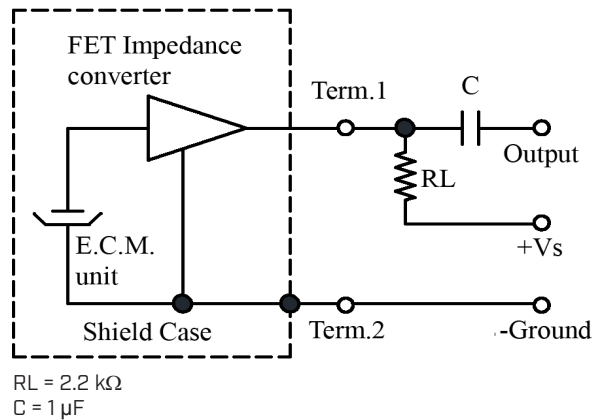 FET Impedance
converter
Term.1
C
Output
RL
+Vs
E.C.M.
unit
Shield Case
Term.2
-Ground
RL = 2.2 kΩ
C = 1 µF